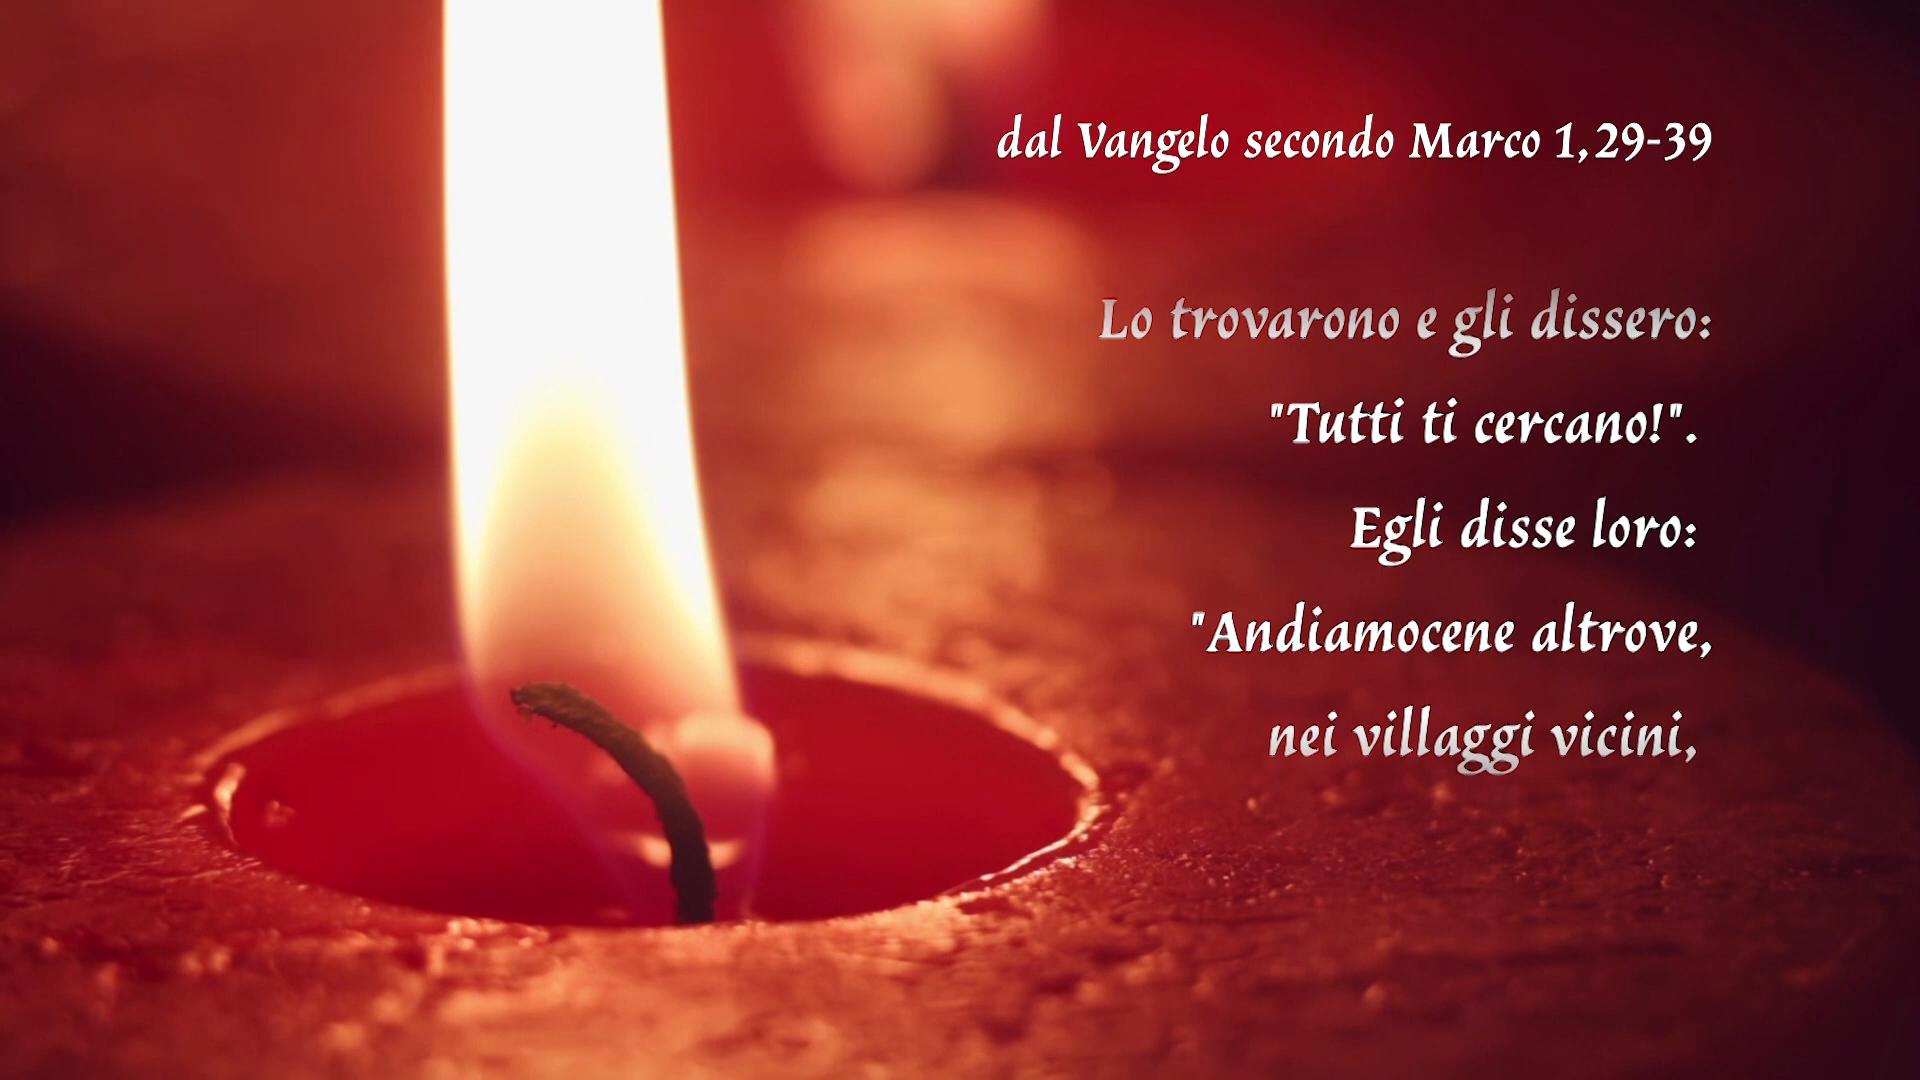 dal Vangelo secondo Marco 1,29-39
Lo trovarono e gli dissero:
"Tutti ti cercano!".
Egli disse loro:
"Andiamocene altrove,
nei villaggi vicini,